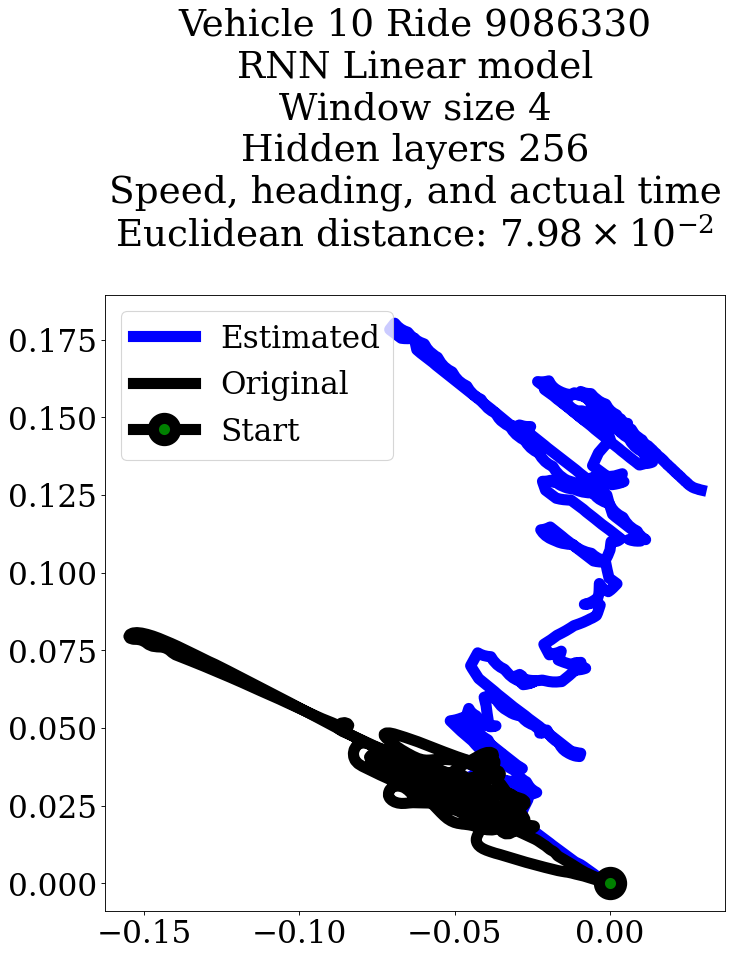 Vehicle 10 Ride 9086330
RNN Linear model
Window size 4
Hidden layers 256
Speed, heading, and actual time
Euclidean distance: 7.98 × 10⁻²
Estimated
Original
Start
0.175
0.150
0.125
0.100
0.075
0.050
0.025
0.000
−0.15 −0.10 −0.05 0.00